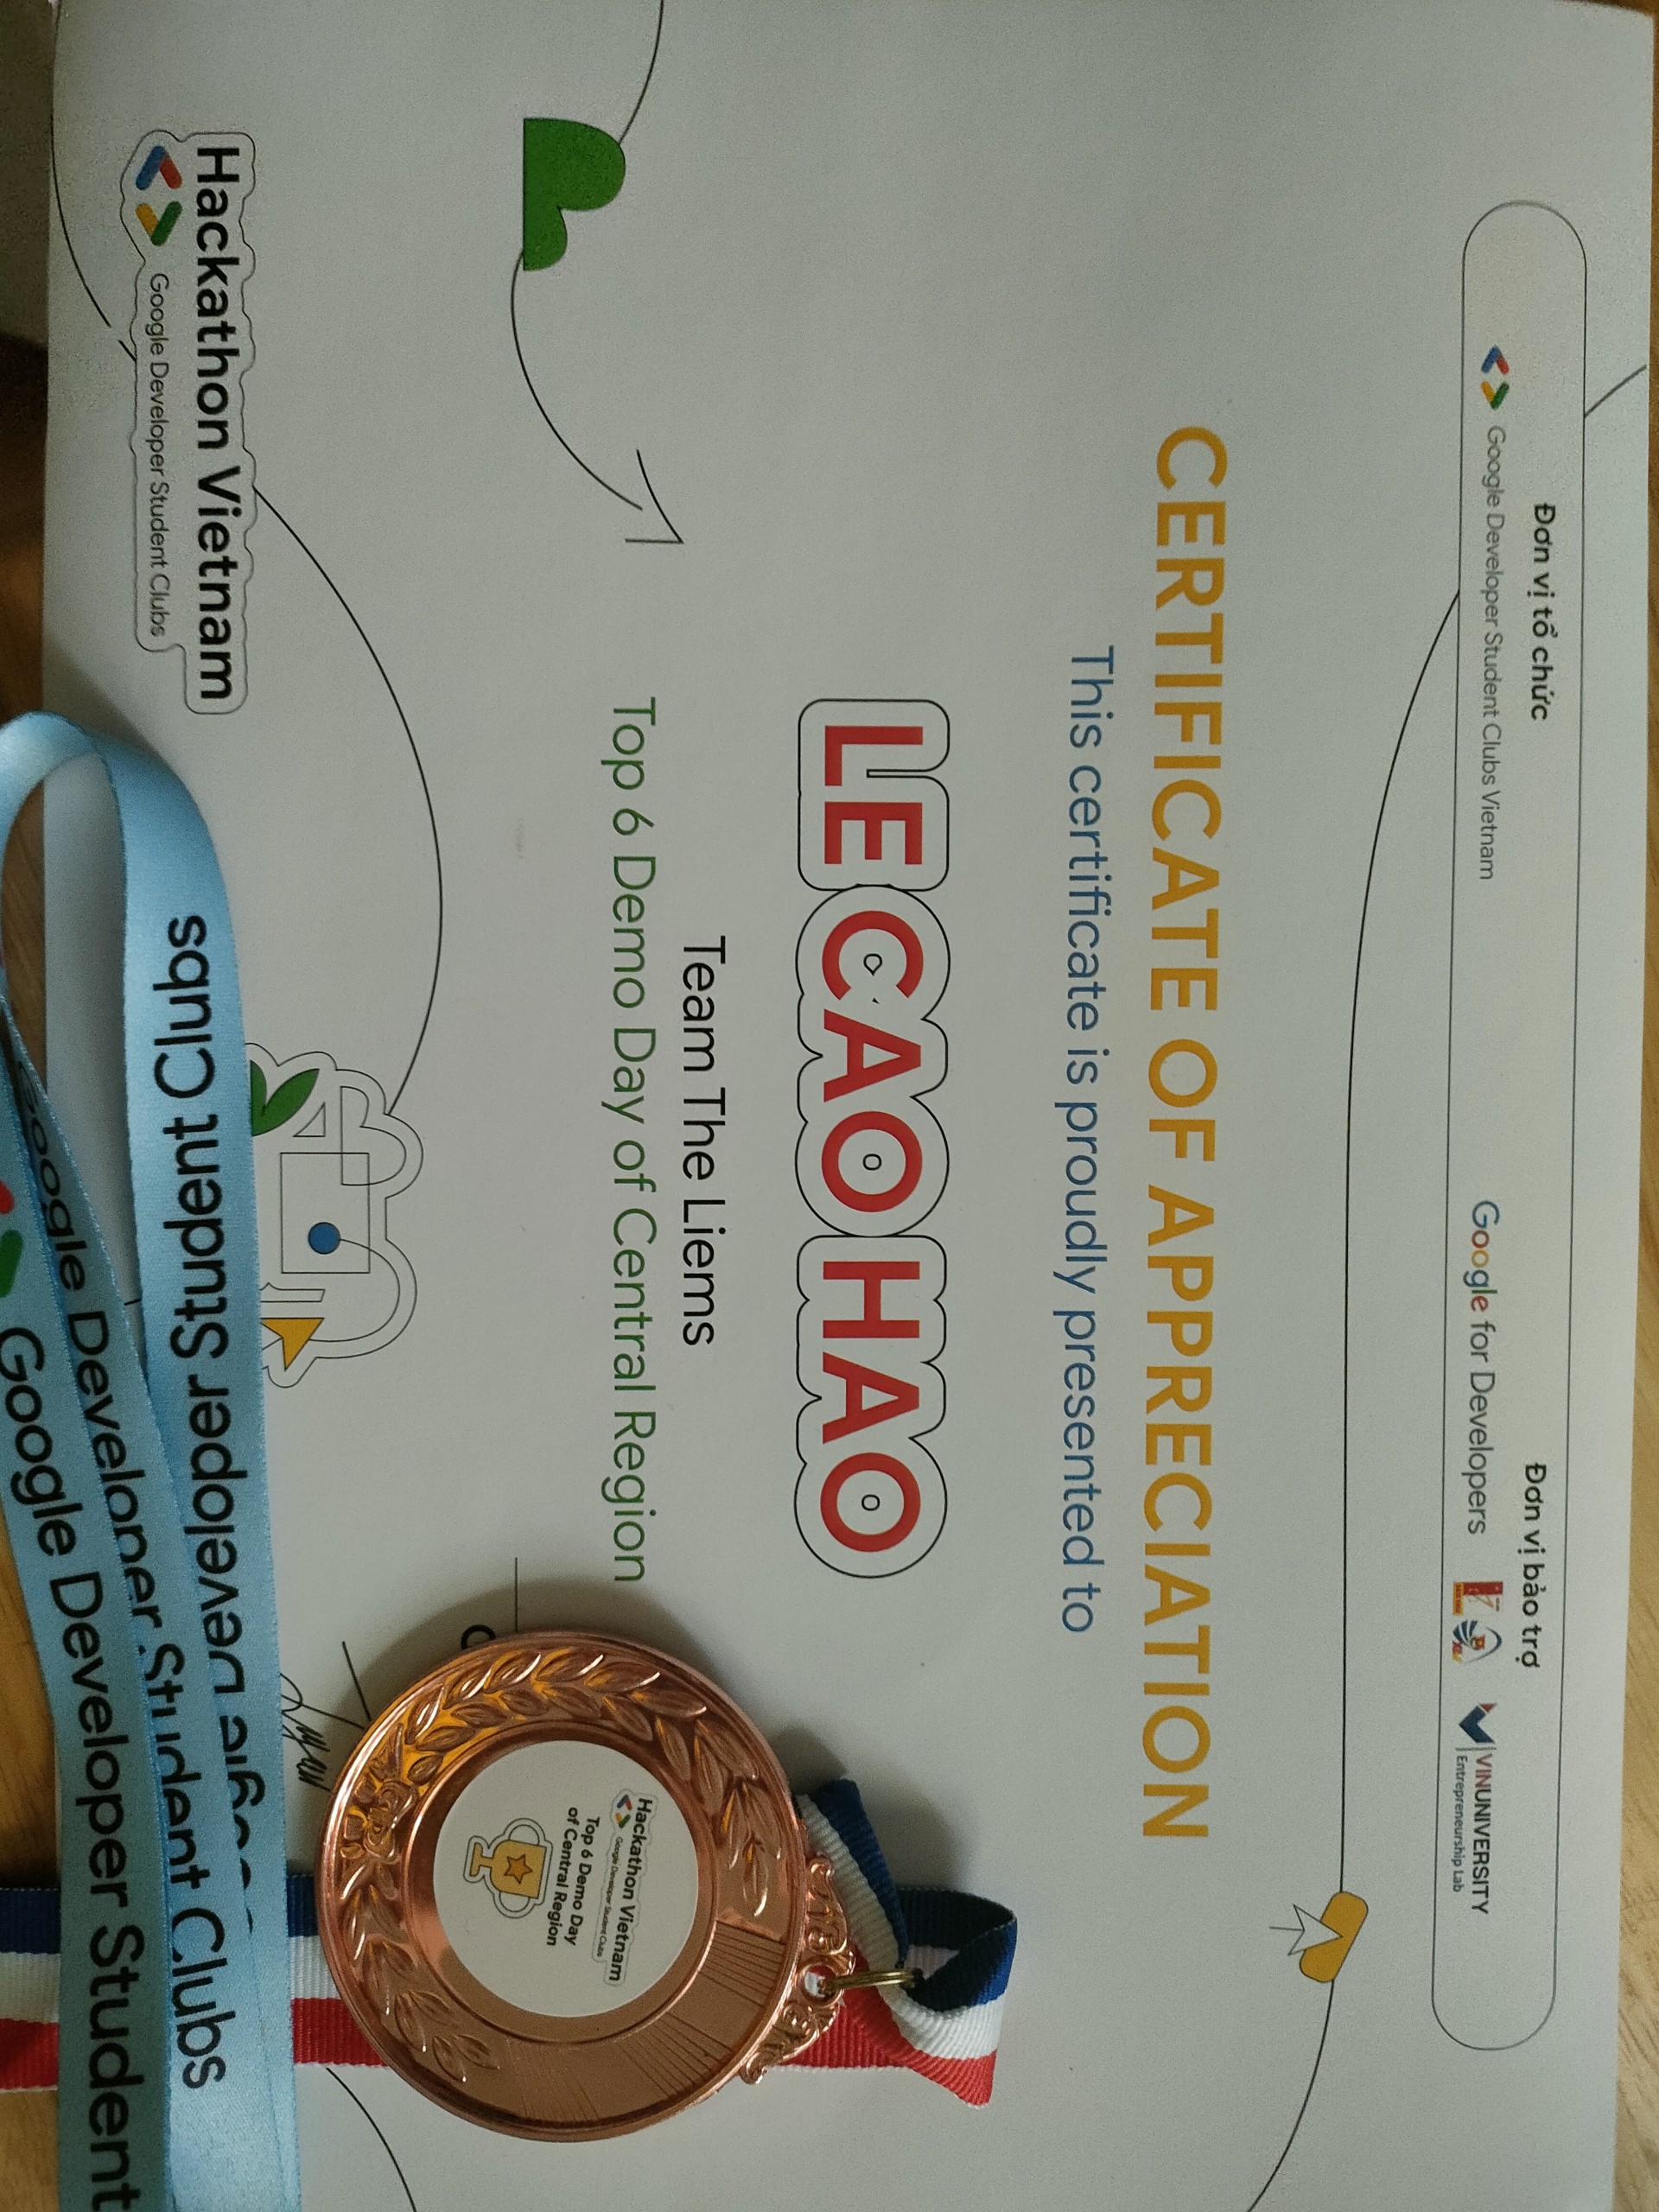 Đơn vị tổ chức
Google Developer Student Clubs Vietnam
Đơn vị bảo trợ
Google for Developers
VINUNIVERSITY
Entrepreneurship Lab
CERTIFICATE OF APPRECIATION
This certificate is proudly presented to
LE CAO HAO
Team The Liems
Top 6 Demo Day of Central Region
Hackathon Vietnam
Google Developer Student Clubs
Hackathon Vietnam
Google Developer Student Clubs
Top 6 Demo Day
of Central Region
Developer Student Clubs
Google Developer Student Clubs
Google Developer Student